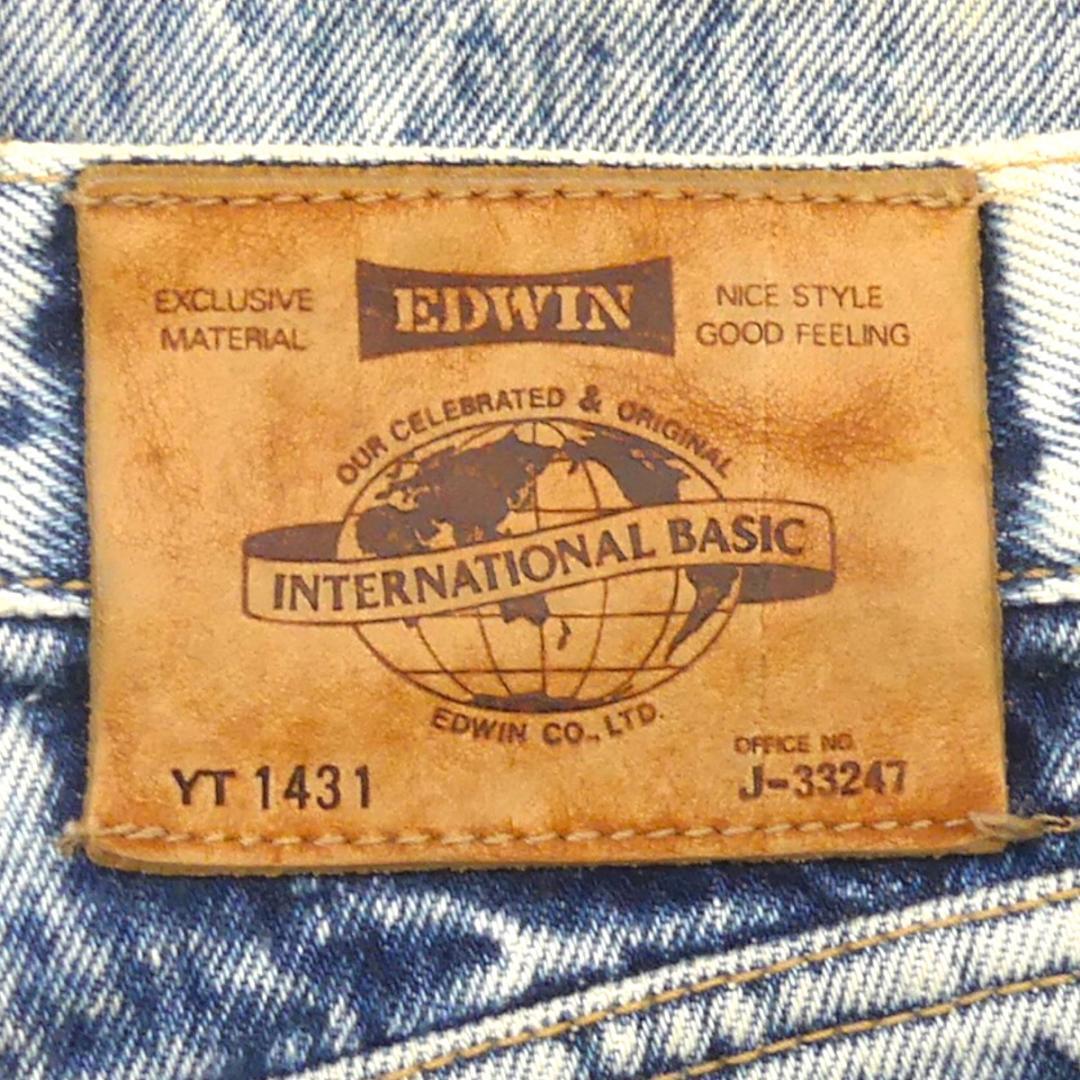 EXCLUSIVE
MATERIAL
EDWIN
NICE STYLE
GOOD FEELING
OUR CELEBRATED & ORIGINAL
INTERNATIONAL BASIC
EDWIN CO., LTD.
YT 1431
OFFICE NO.
J-33247